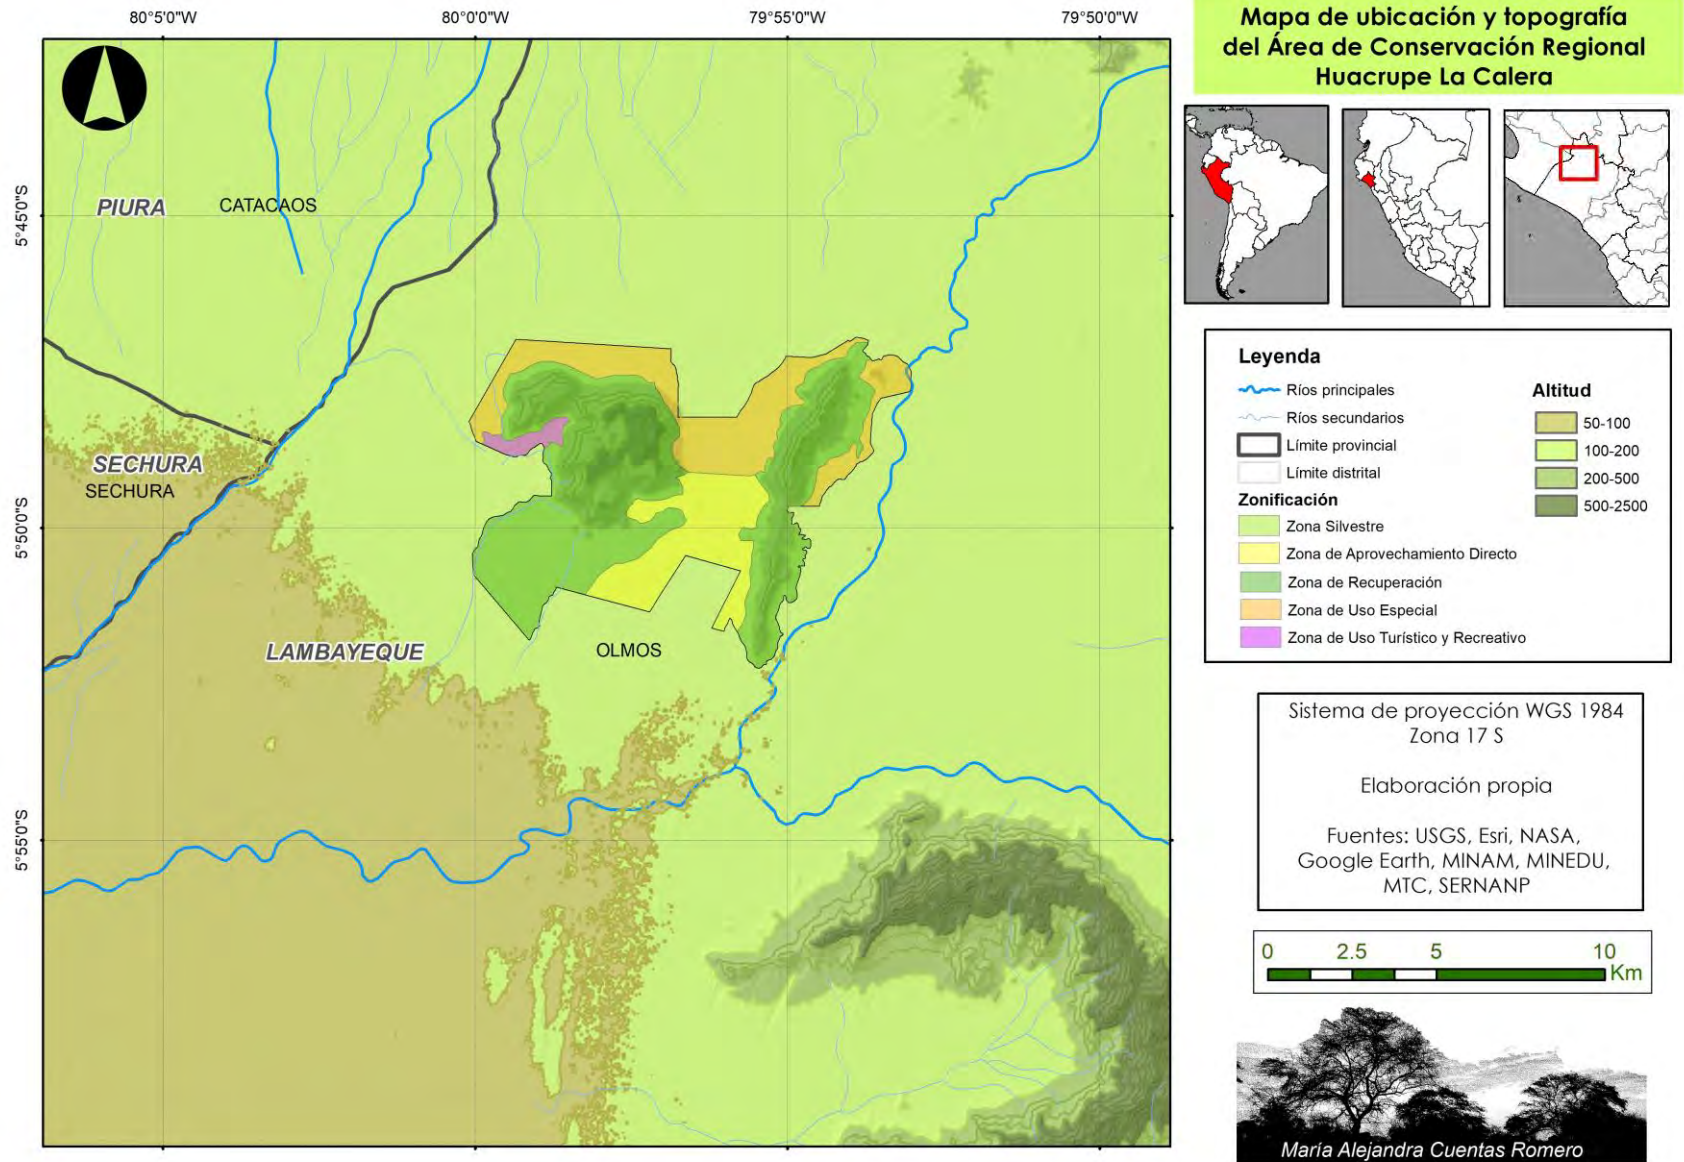 80°5'0"W
80°0'0"W
79°55'0"W
79°50'0"W
Mapa de ubicación y topografía
del Área de Conservación Regional
Huacrupe La Calera
5°45'0"S
5°50'0"S
5°55'0"S
PIURA
CATACAOS
SECHURA
SECHURA
LAMBAYEQUE
OLMOS
Leyenda
Ríos principales
Ríos secundarios
Límite provincial
Límite distrital
Zonificación
Zona Silvestre
Zona de Aprovechamiento Directo
Zona de Recuperación
Zona de Uso Especial
Zona de Uso Turístico y Recreativo
Altitud
50-100
100-200
200-500
500-2500
Sistema de proyección WGS 1984
Zona 17 S
Elaboración propia
Fuentes: USGS, Esri, NASA,
Google Earth, MINAM, MINEDU,
MTC, SERNANP
0 2.5 5 10
Km
María Alejandra Cuentas Romero